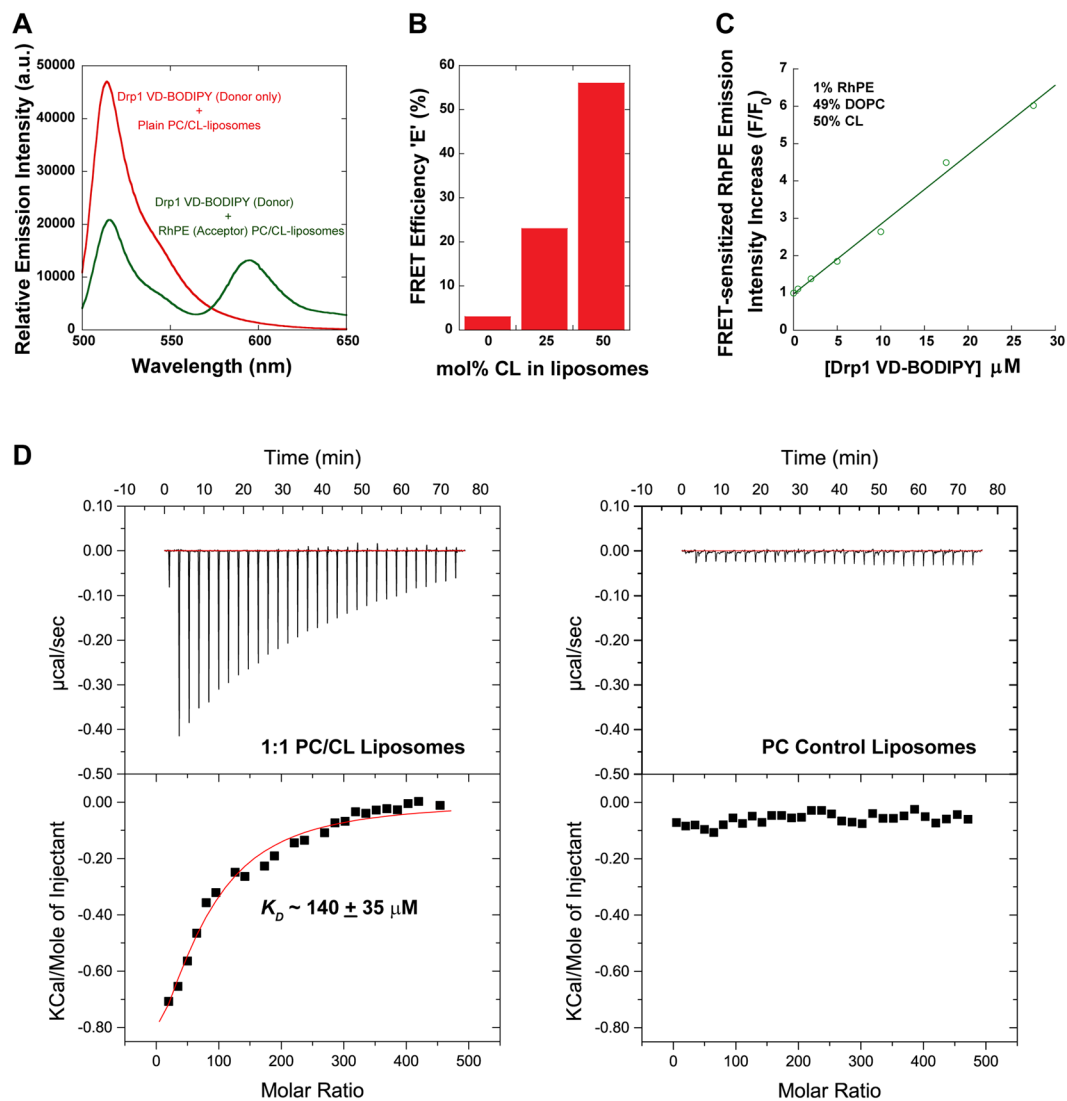 A
Relative Emission Intensity (a.u.)
50000
40000
30000
20000
10000
0
Drp1 VD-BODIPY (Donor only)
+
Plain PC/CL-liposomes
Drp1 VD-BODIPY (Donor)
+
RhPE (Acceptor) PC/CL-liposomes
500
550
600
650
Wavelength (nm)
B
FRET Efficiency 'E' (%)
60
50
40
30
20
10
0
0
25
50
mol% CL in liposomes
C
FRET-sensitized RhPE Emission
Intensity Increase (F/F0)
7
6
5
4
3
2
1
0
1% RhPE
49% DOPC
50% CL
0
5
10
15
20
25
30
[Drp1 VD-BODIPY] μM
D
Time (min)
-10 0 10 20 30 40 50 60 70 80
0.10
0.00
-0.10
-0.20
-0.30
-0.40
-0.50
µcal/sec
1:1 PC/CL Liposomes
0.00
-0.20
-0.40
-0.60
-0.80
KCal/Mole of Injectant
KD ~ 140 ± 35 μM
0 100 200 300 400 500
Molar Ratio
Time (min)
-10 0 10 20 30 40 50 60 70 80
0.10
0.00
-0.10
-0.20
-0.30
-0.40
-0.50
µcal/sec
PC Control Liposomes
0.00
-0.20
-0.40
-0.60
-0.80
KCal/Mole of Injectant
0 100 200 300 400 500
Molar Ratio